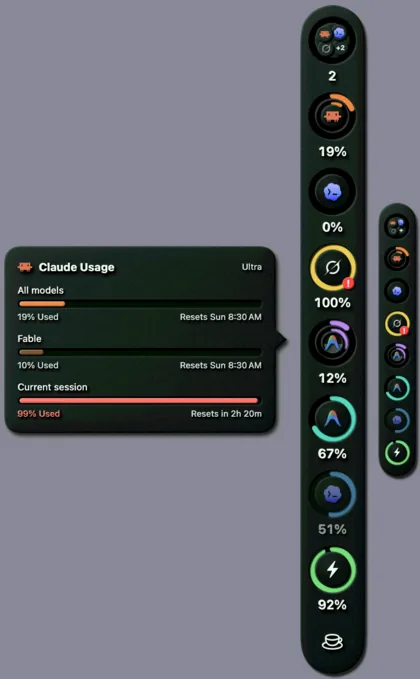 Claude Usage
Ultra
All models
19% Used
Resets Sun 8:30 AM
Fable
10% Used
Resets Sun 8:30 AM
Current session
99% Used
Resets in 2h 20m
+2
2
19%
0%
100%
!
12%
67%
51%
92%